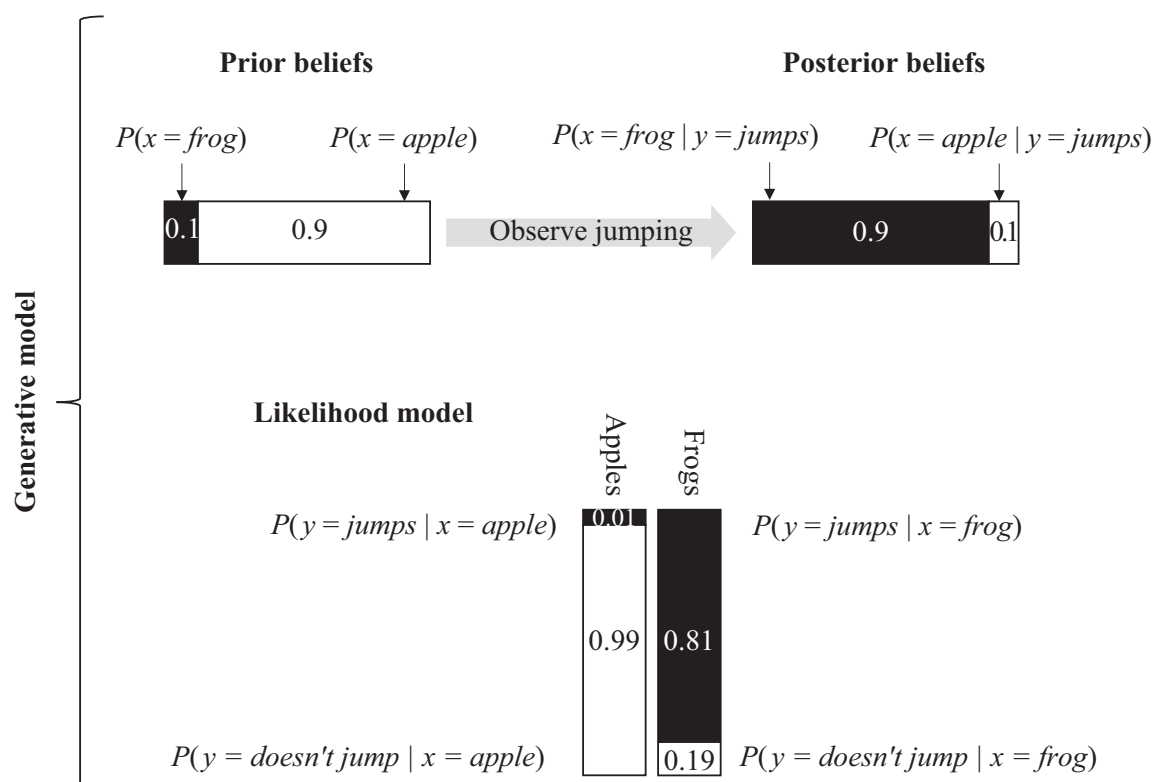 Prior beliefs
Posterior beliefs
P(x = frog)
P(x = apple)
P(x = frog | y = jumps)
P(x = apple | y = jumps)
0.1
0.9
Observe jumping
0.9
0.1
Generative model
Likelihood model
Apples
Frogs
P(y = jumps | x = apple)
0.01
P(y = jumps | x = frog)
0.99
0.81
P(y = doesn't jump | x = apple)
0.19
P(y = doesn't jump | x = frog)